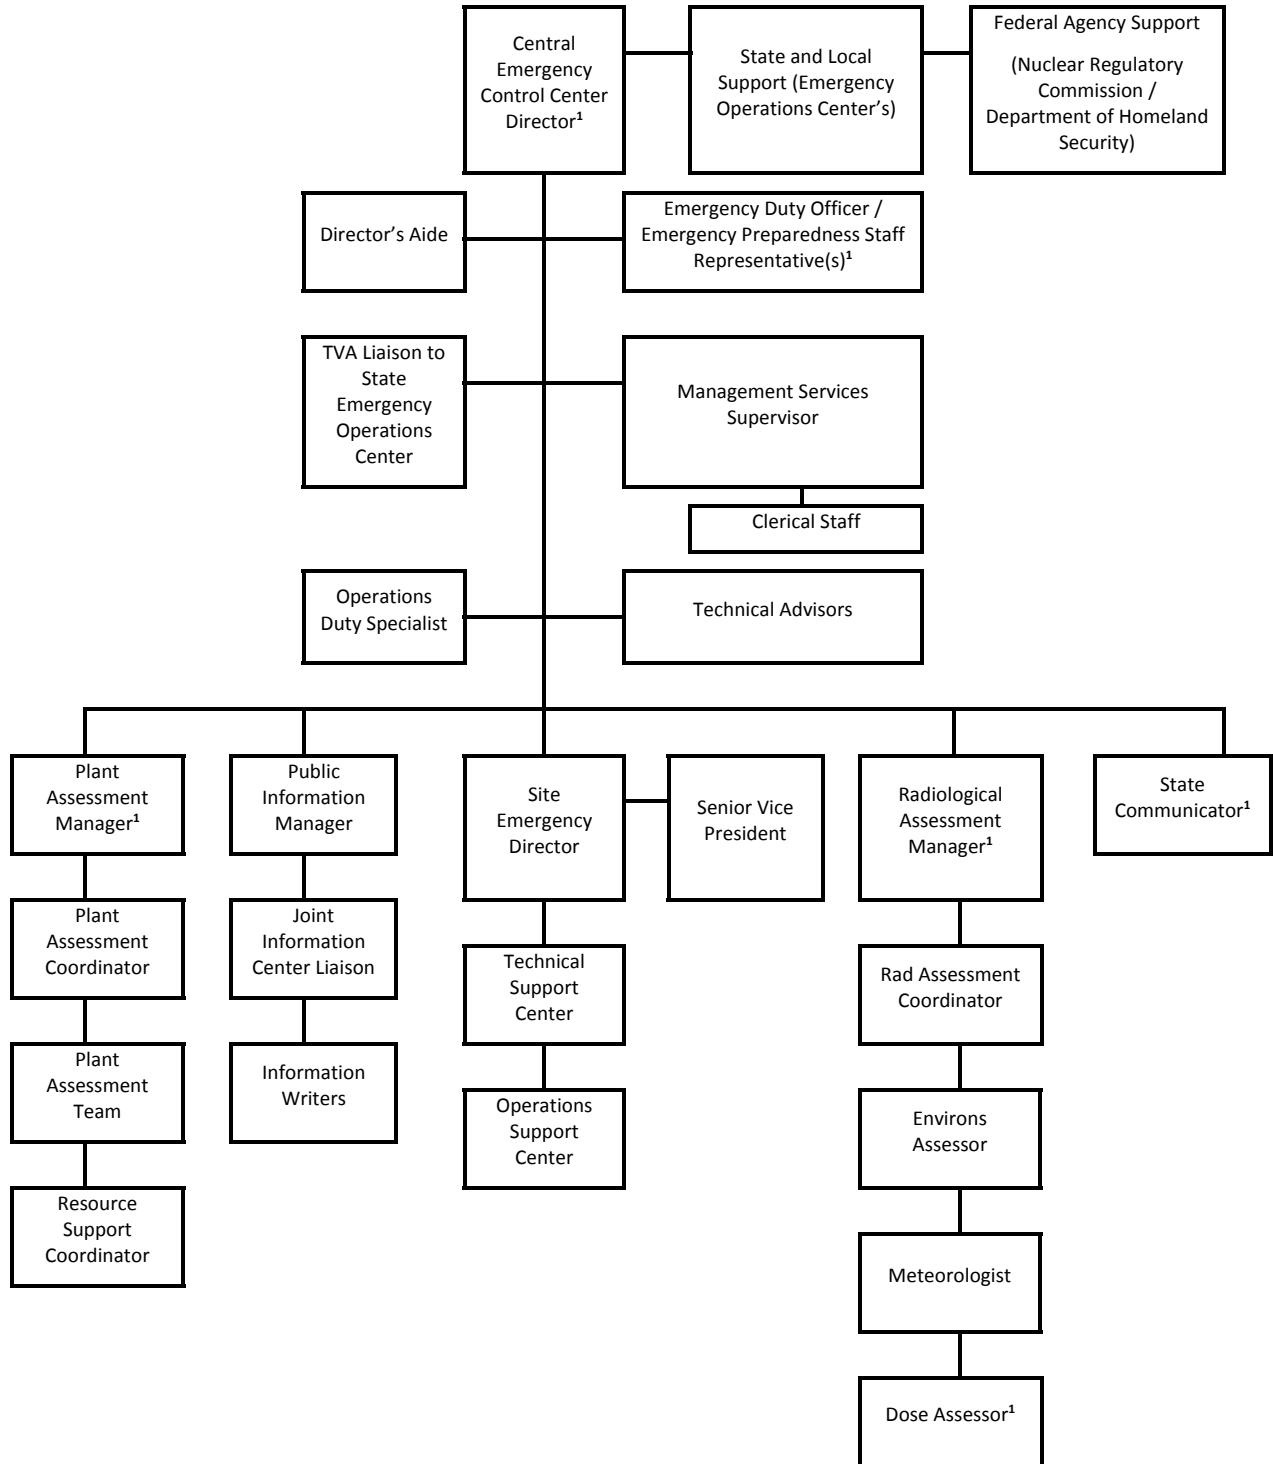 Central
Emergency
Control Center
Director¹
State and Local
Support (Emergency
Operations Center's)
Federal Agency Support
(Nuclear Regulatory
Commission /
Department of Homeland
Security)
Director's Aide
Emergency Duty Officer /
Emergency Preparedness Staff
Representative(s)¹
TVA Liaison to
State
Emergency
Operations
Center
Management Services
Supervisor
Clerical Staff
Operations
Duty Specialist
Technical Advisors
Plant
Assessment
Manager¹
Public
Information
Manager
Site
Emergency
Director
Senior Vice
President
Radiological
Assessment
Manager¹
State
Communicator¹
Plant
Assessment
Coordinator
Joint
Information
Center Liaison
Technical
Support
Center
Rad Assessment
Coordinator
Plant
Assessment
Team
Information
Writers
Operations
Support
Center
Environs
Assessor
Resource
Support
Coordinator
Meteorologist
Dose Assessor¹